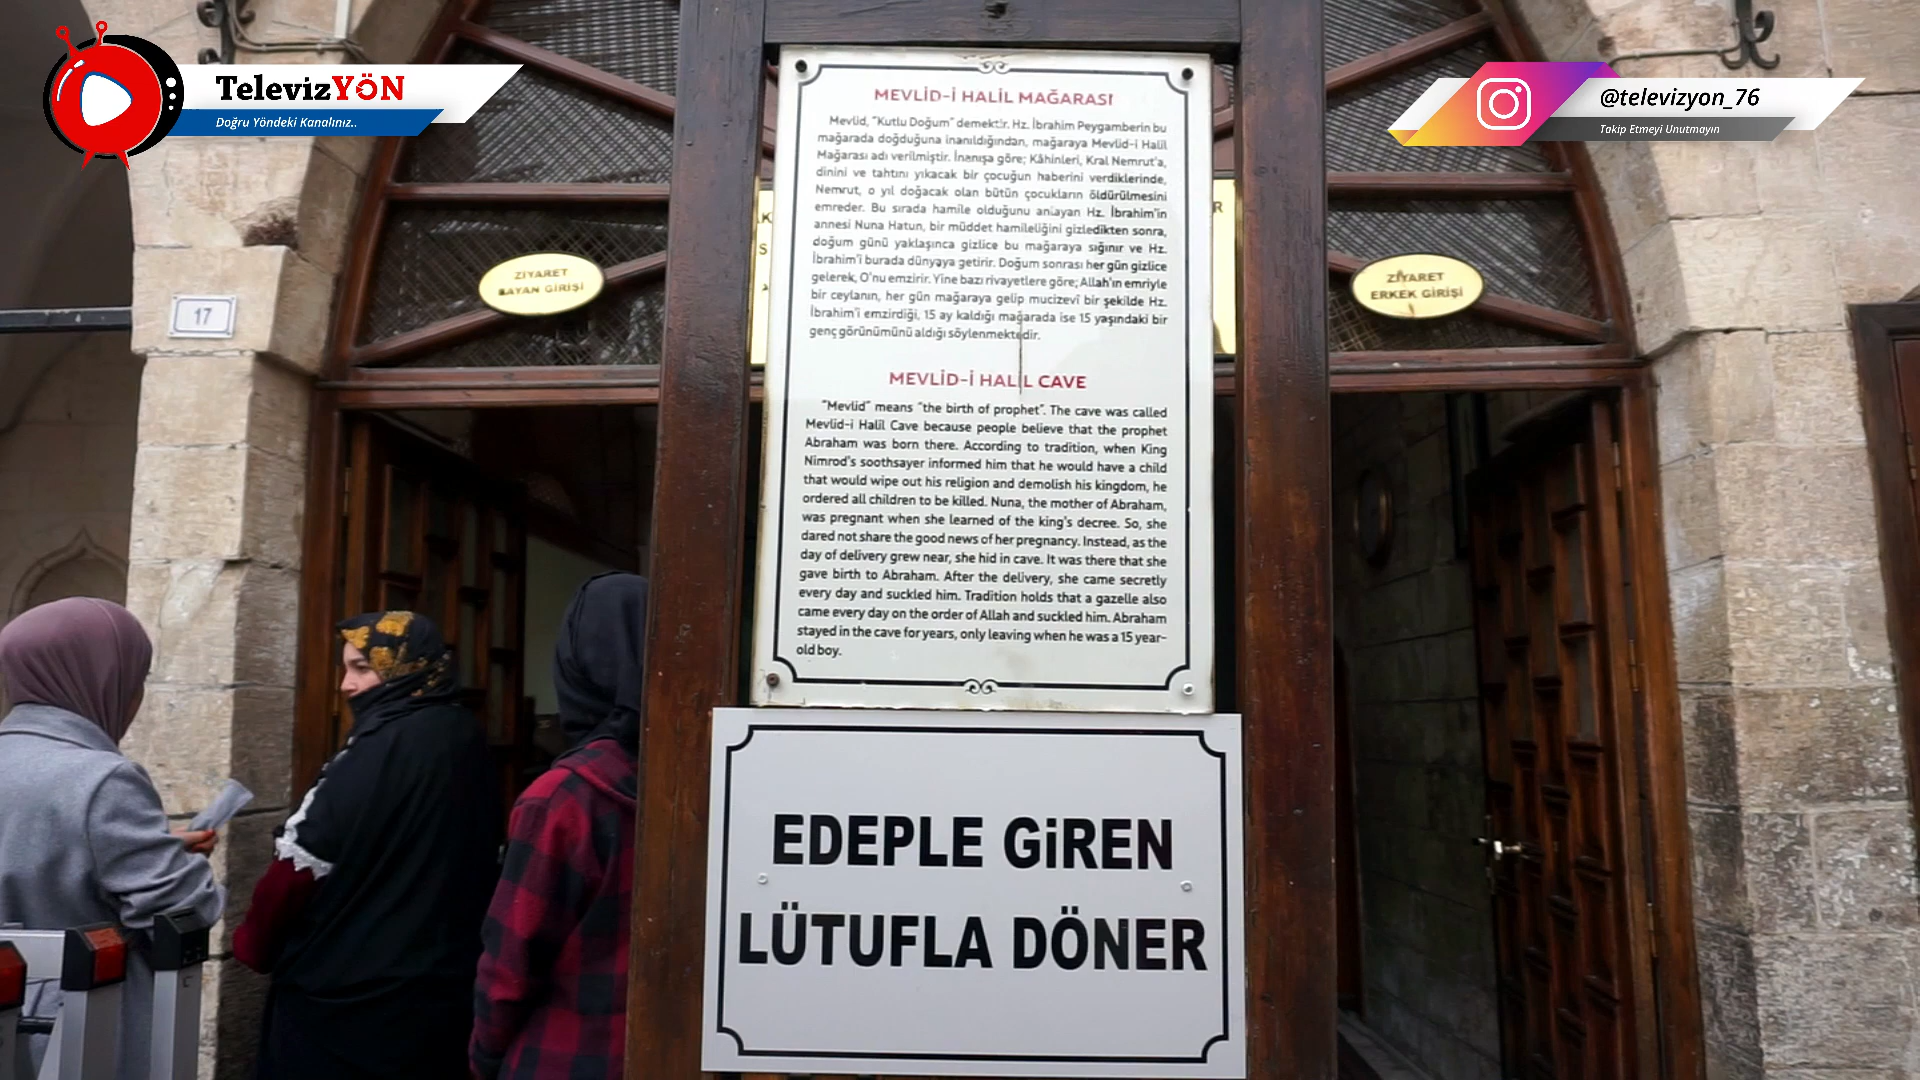 TelevizYÖN
Doğru Yöndeki Kanalınız..
@televizyon_76
Takip Etmeyi Unutmayın
MEVLİD-İ HALİL MAĞARASI
Mevlid, "Kutlu Doğum" demektir. Hz. İbrahim Peygamberin bu
mağarada doğduğuna inanıldığından, mağaraya Mevlid-i Halil
Mağarası adı verilmiştir. İnanışa göre; Kâhinleri, Kral Nemrut'a,
dinini ve tahtını yıkacak bir çocuğun haberini verdiklerinde,
Nemrut, o yıl doğacak olan bütün çocukların öldürülmesini
emreder. Bu sırada hamile olduğunu anlayan Hz. İbrahim'in
annesi Nuna Hatun, bir müddet hamileliğini gizledikten sonra,
doğum günü yaklaşınca gizlice bu mağaraya sığınır ve Hz.
İbrahim'i burada dünyaya getirir. Doğum sonrası her gün gizlice
gelerek, O'nu emzirir. Yine bazı rivayetlere göre; Allah'ın emriyle
bir ceylanın, her gün mağaraya gelip mucizevî bir şekilde Hz.
İbrahim'i emzirdiği, 15 ay kaldığı mağarada ise 15 yaşındaki bir
genç görünümünü aldığı söylenmektedir.
MEVLİD-İ HALİL CAVE
"Mevlid" means "the birth of prophet". The cave was called
Mevlid-i Halil Cave because people believe that the prophet
Abraham was born there. According to tradition, when King
Nimrod's soothsayer informed him that he would have a child
that would wipe out his religion and demolish his kingdom, he
ordered all children to be killed. Nuna, the mother of Abraham,
was pregnant when she learned of the king's decree. So, she
dared not share the good news of her pregnancy. Instead, as the
day of delivery grew near, she hid in cave. It was there that she
gave birth to Abraham. After the delivery, she came secretly
every day and suckled him. Tradition holds that a gazelle also
came every day on the order of Allah and suckled him. Abraham
stayed in the cave for years, only leaving when he was a 15 year-
old boy.
ZİYARET
BAYAN GİRİŞİ
ZİYARET
ERKEK GİRİŞİ
17
EDEPLE GiREN
LÜTUFLA DÖNER